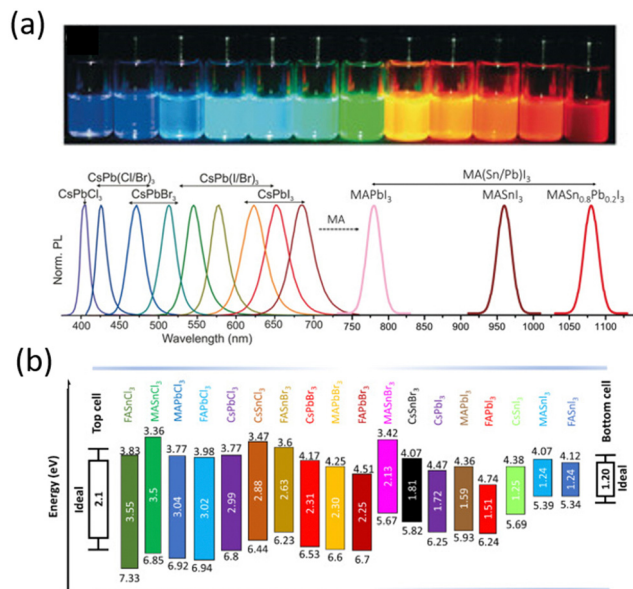 (a)
CsPb(Cl/Br)₃ CsPb(I/Br)₃ MA(Sn/Pb)I₃
CsPbCl₃ CsPbBr₃ CsPbI₃ MAPbI₃ MASnI₃ MASn₀.₈Pb₀.₂I₃
MA
Norm. PL
400 450 500 550 600 650 700 750 800 850 900 950 1000 1050 1100
Wavelength (nm) Wavelength (nm)
(b)
Energy (eV)
Top cell FASnCl₃ MASnCl₃ MAPbCl₃ FAPbCl₃ CsPbCl₃ CsSnCl₃ FASnBr₃ CsPbBr₃ MAPbBr₃ FAPbBr₃ MASnBr₃ CsSnBr₃ CsPbI₃ MAPbI₃ FAPbI₃ CsSnI₃ MASnI₃ FASnI₃ Bottom cell
3.83 3.36 3.77 3.98 3.77 3.47 3.6 4.17 4.25 4.51 3.42 4.07 4.47 4.36 4.74 4.38 4.07 4.12
Ideal 2.1 3.55 3.5 3.04 3.02 2.99 2.88 2.63 2.31 2.30 2.25 2.13 1.81 1.72 1.59 1.51 1.25 1.24 1.24 1.20 Ideal
7.33 6.85 6.92 6.94 6.8 6.44 6.23 6.53 6.6 6.7 5.67 5.82 6.25 5.93 6.24 5.69 5.39 5.34